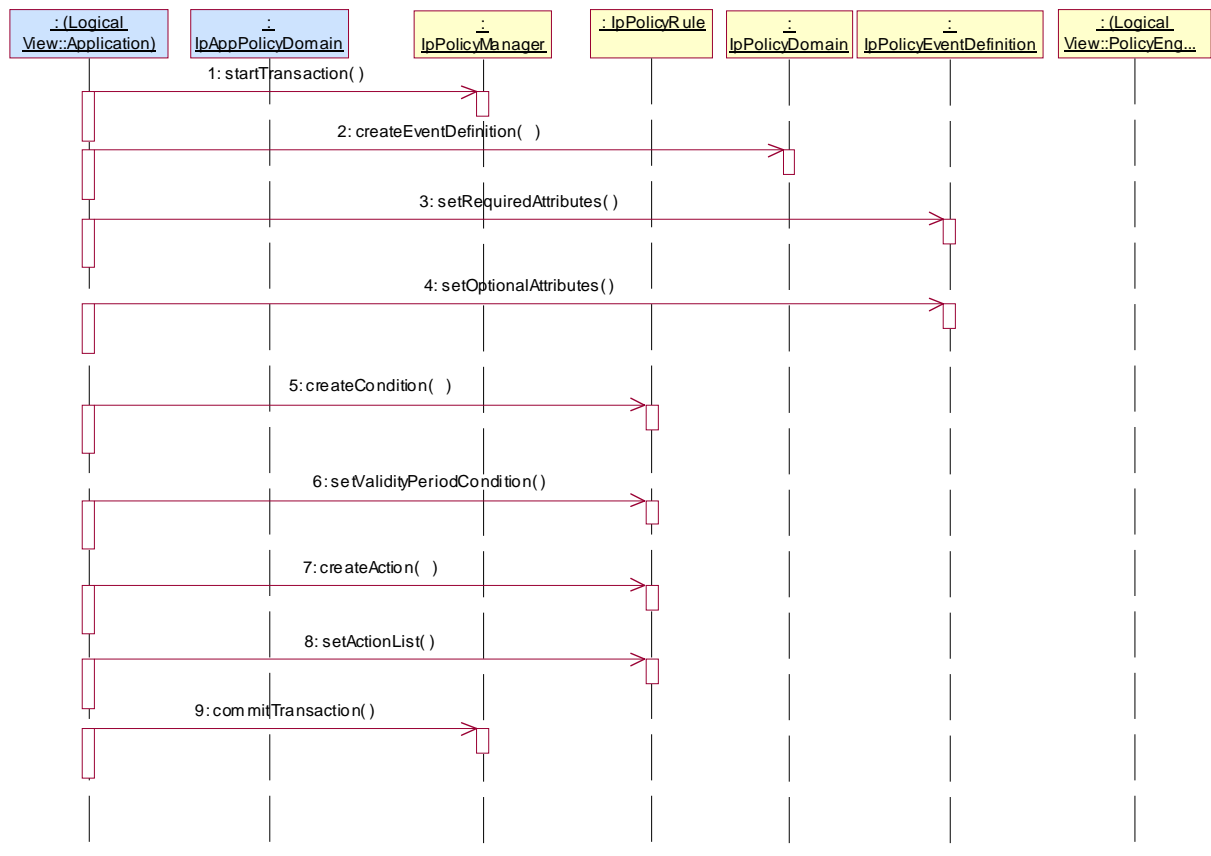 : (Logical
View::Application)
:
IpAppPolicyDomain
:
IpPolicyManager
: IpPolicyRule
:
IpPolicyDomain
:
IpPolicyEventDefinition
: (Logical
View::PolicyEng...
1: startTransaction( )
2: createEventDefinition( )
3: setRequiredAttributes( )
4: setOptionalAttributes( )
5: createCondition( )
6: setValidityPeriodCondition( )
7: createAction( )
8: setActionList( )
9: commitTransaction( )